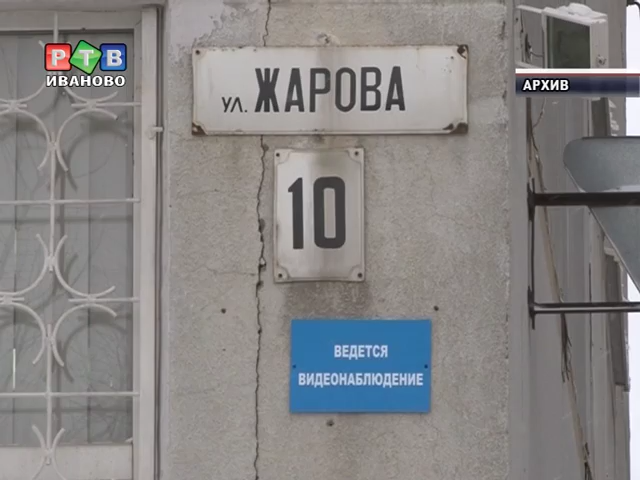 РТВ
ИВАНОВО
АРХИВ
ул. ЖАРОВА
10
ВЕДЕТСЯ
ВИДЕОНАБЛЮДЕНИЕ